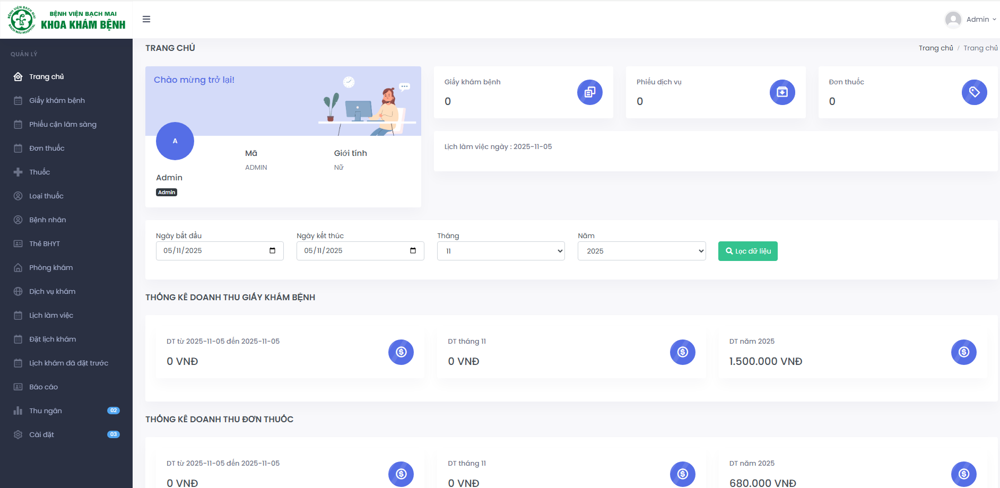 BỆNH VIỆN BẠCH MAI
BỆNH VIỆN BẠCH MAI
KHOA KHÁM BỆNH
BACH MAI HOSPITAL
Admin
QUẢN LÝ
Trang chủ
Giấy khám bệnh
Phiếu cận lâm sàng
Đơn thuốc
Thuốc
Loại thuốc
Bệnh nhân
Thẻ BHYT
Phòng khám
Dịch vụ khám
Lịch làm việc
Đặt lịch khám
Lịch khám đã đặt trước
Báo cáo
Thu ngân 02
Cài đặt 03
TRANG CHỦ
Trang chủ / Trang chủ
Chào mừng trở lại!
A
Admin
Admin
Mã
ADMIN
Giới tính
Nữ
Giấy khám bệnh
0
Phiếu dịch vụ
0
Đơn thuốc
0
Lịch làm việc ngày : 2025-11-05
Ngày bắt đầu
05/11/2025
Ngày kết thúc
05/11/2025
Tháng
11
Năm
2025
Lọc dữ liệu
THỐNG KÊ DOANH THU GIẤY KHÁM BỆNH
DT từ 2025-11-05 đến 2025-11-05
0 VNĐ
DT tháng 11
0 VNĐ
DT năm 2025
1.500.000 VNĐ
THỐNG KÊ DOANH THU ĐƠN THUỐC
DT từ 2025-11-05 đến 2025-11-05
0 VNĐ
DT tháng 11
0 VNĐ
DT năm 2025
680.000 VNĐ